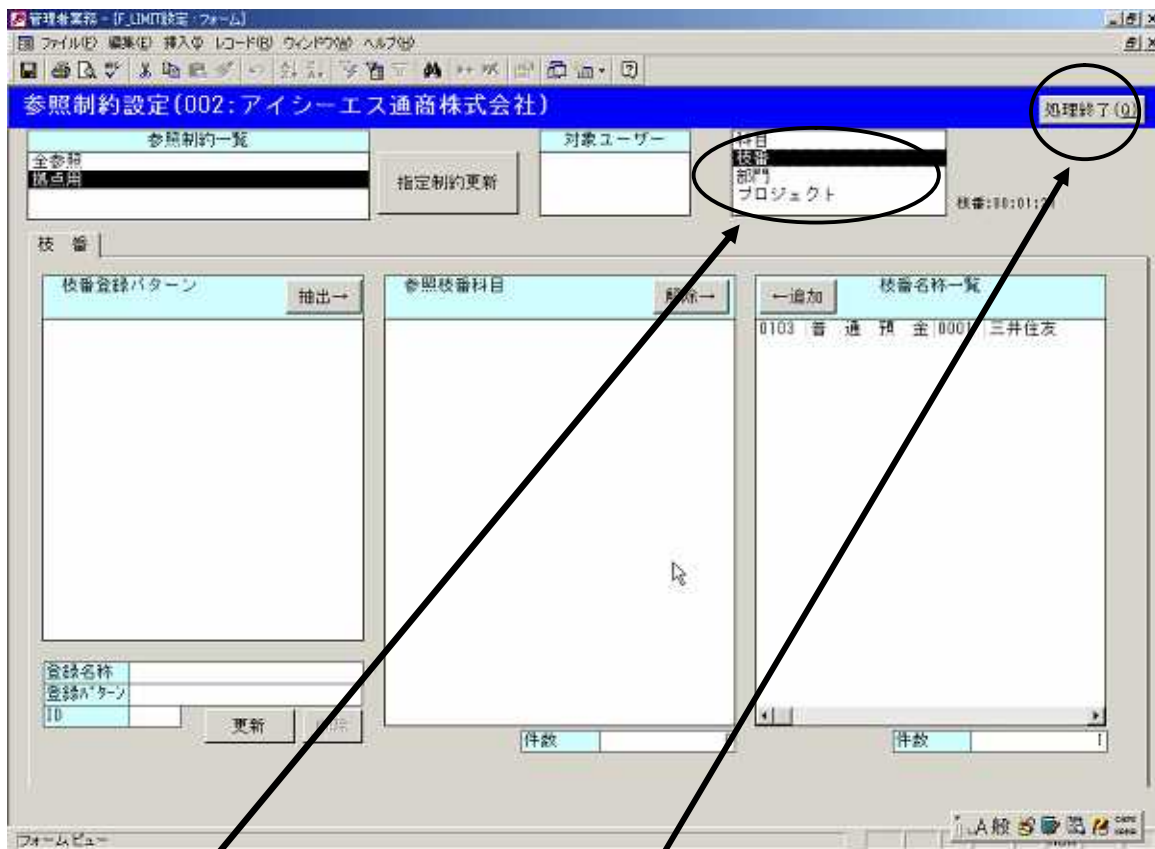 管理者業務 - [F_LIMIT設定 : フォーム]
ファイル(F) 編集(E) 挿入(I) レコード(R) ウィンドウ(W) ヘルプ(H)
参照制約設定(002:アイシーエス通商株式会社)
処理終了(Q)
参照制約一覧
全参照
拠点用
指定制約更新
対象ユーザー
科目
枝番
部門
プロジェクト
枝番:00:01:
枝 番
枝番登録パターン
抽出→
参照枝番科目
解除→
←追加
枝番名称一覧
0103 普 通 預 金 0001 三井住友
登録名称
登録パターン
ID
更新
件数
件数 1
フォームビュー
A 般